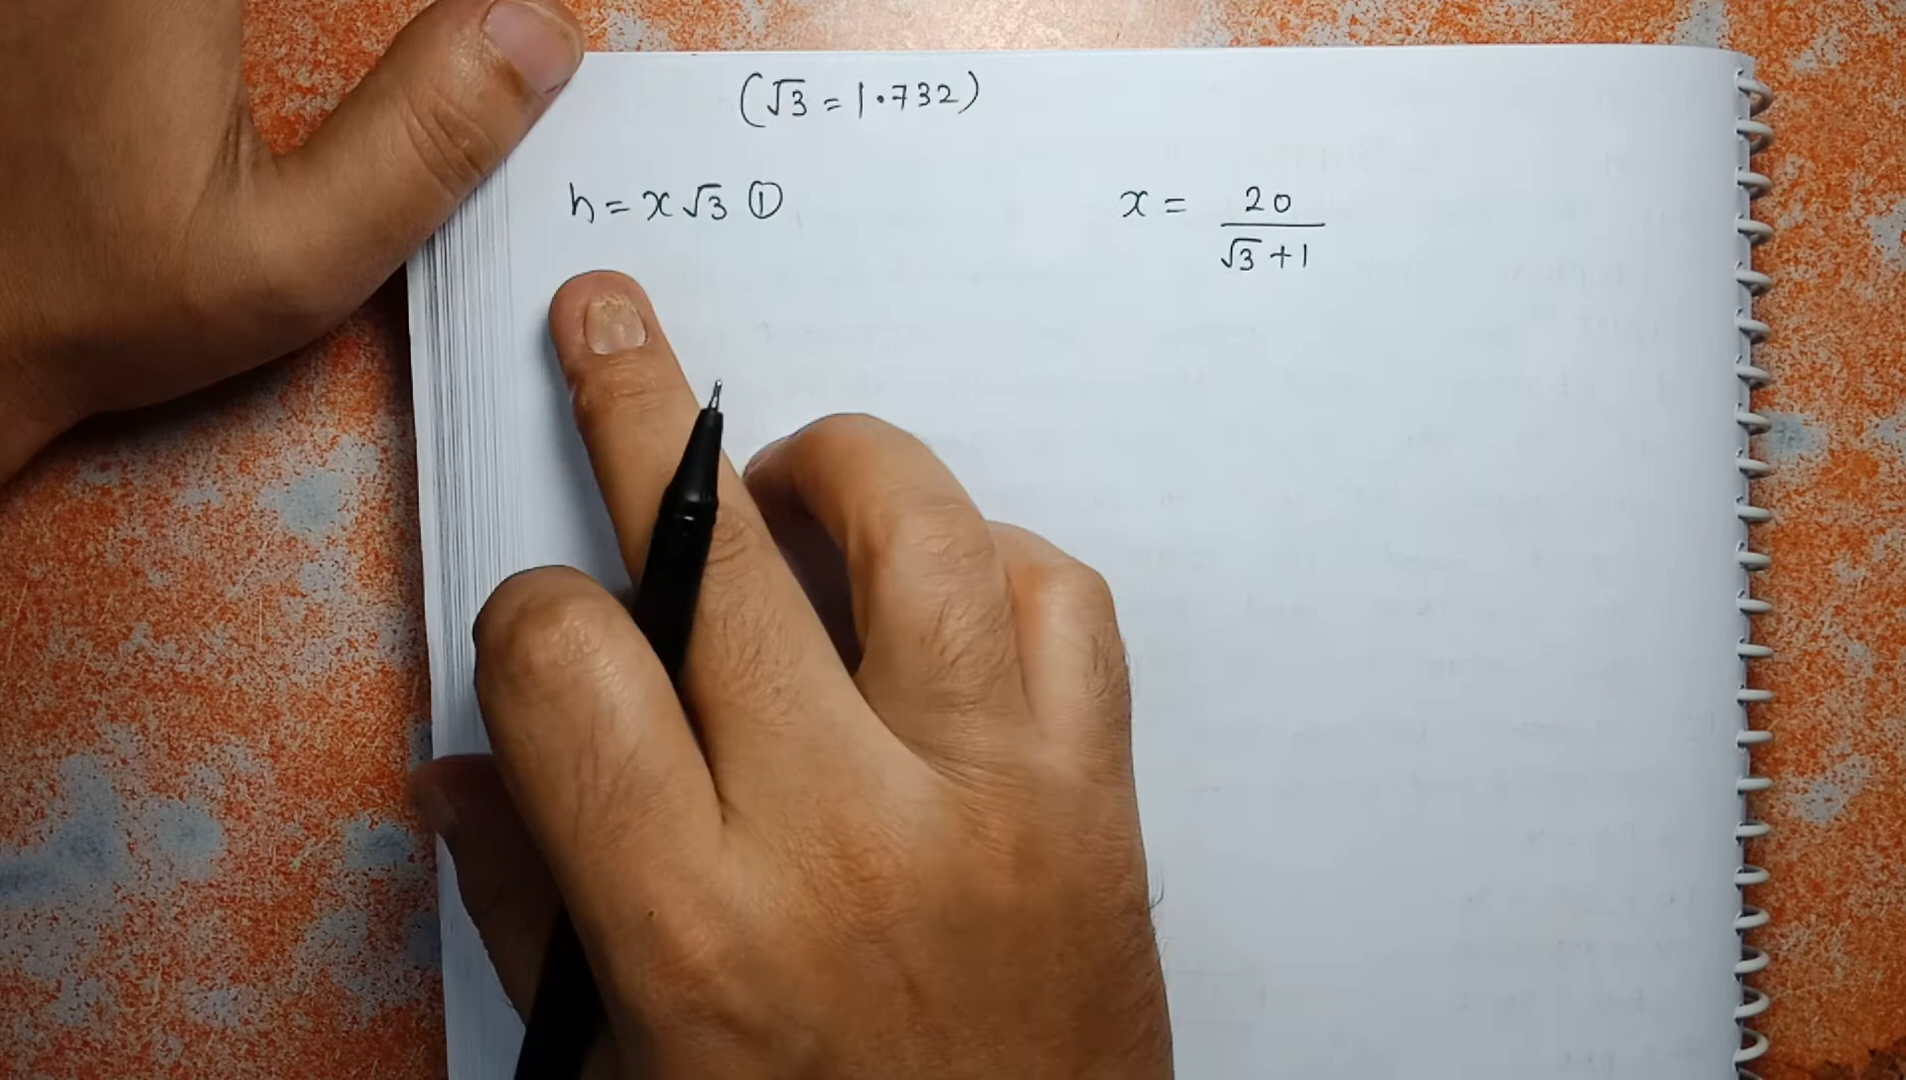 (√3 = 1.732)
h = x√3 ①
x = 20
√3 + 1